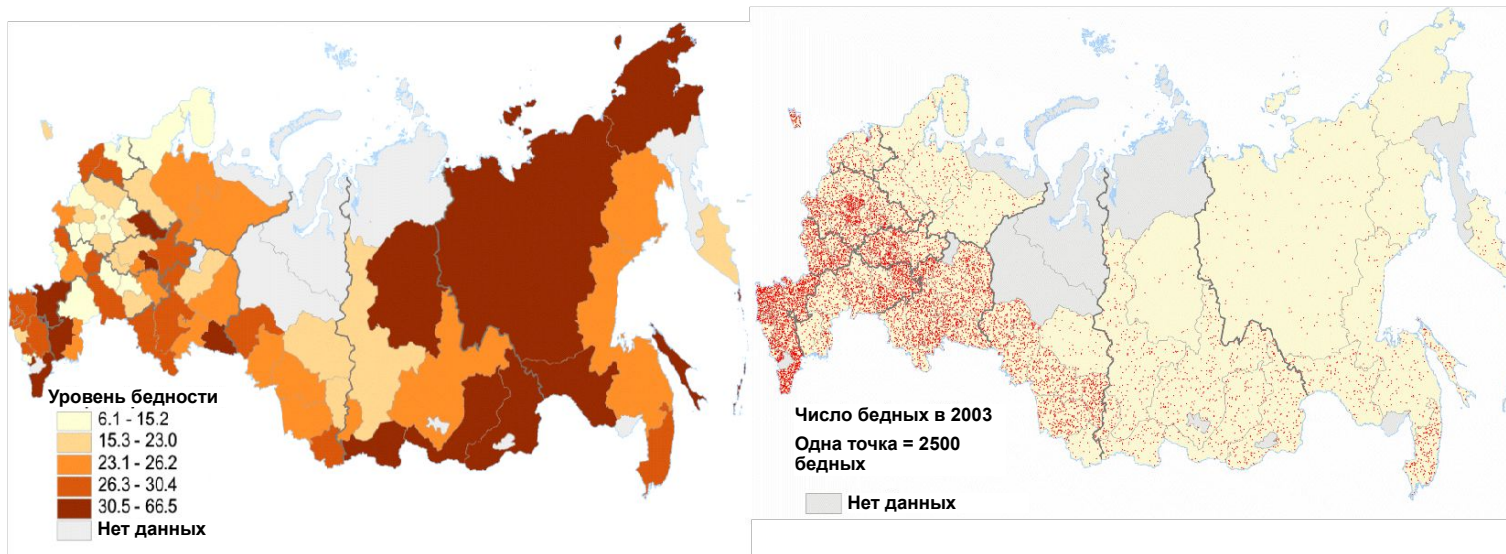 Уровень бедности
6.1 - 15.2
15.3 - 23.0
23.1 - 26.2
26.3 - 30.4
30.5 - 66.5
Нет данных
Число бедных в 2003
Одна точка = 2500
бедных
Нет данных